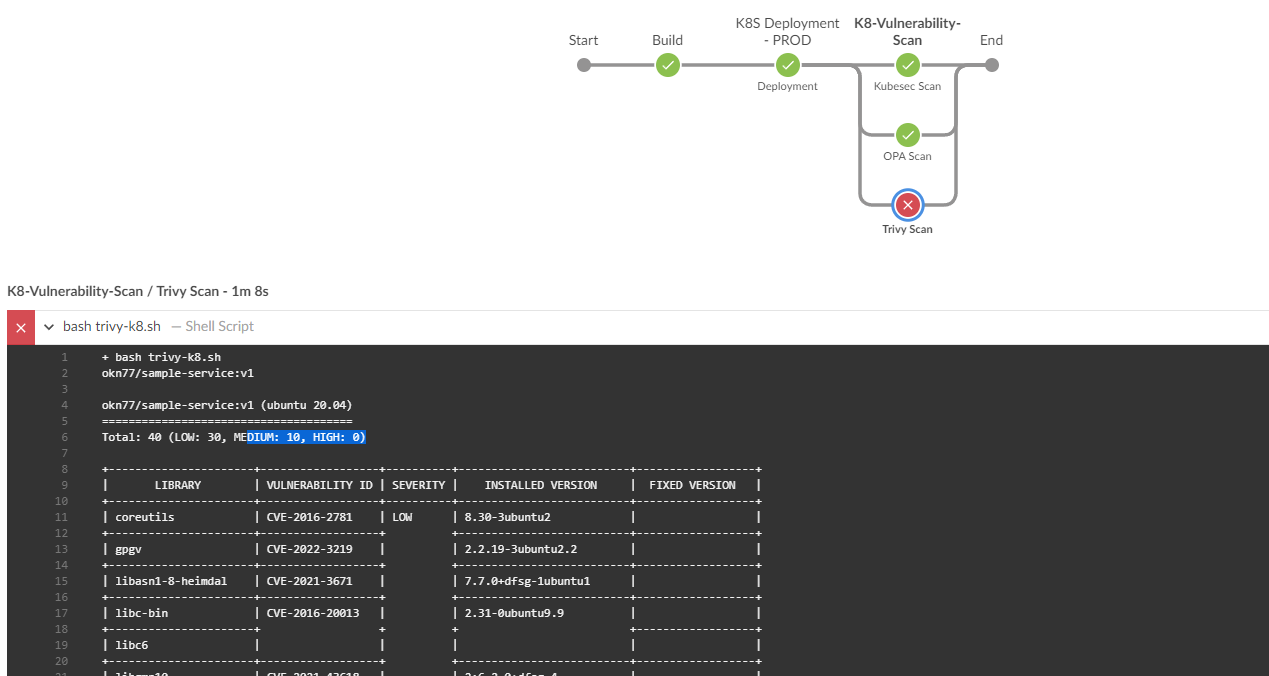 Start
Build
K8S Deployment
- PROD
K8-Vulnerability-
Scan
End
Deployment
Kubesec Scan
OPA Scan
Trivy Scan
K8-Vulnerability-Scan / Trivy Scan - 1m 8s
bash trivy-k8.sh — Shell Script
1 + bash trivy-k8.sh
2 okn77/sample-service:v1
3
4 okn77/sample-service:v1 (ubuntu 20.04)
5 ======================================
6 Total: 40 (LOW: 30, MEDIUM: 10, HIGH: 0)
7
8 +-----------------------+------------------+----------+---------------------------+------------------+
9 | LIBRARY | VULNERABILITY ID | SEVERITY | INSTALLED VERSION | FIXED VERSION |
10 +-----------------------+------------------+----------+---------------------------+------------------+
11 | coreutils | CVE-2016-2781 | LOW | 8.30-3ubuntu2 | |
12 +-----------------------+------------------+ +---------------------------+------------------+
13 | gpgv | CVE-2022-3219 | | 2.2.19-3ubuntu2.2 | |
14 +-----------------------+------------------+ +---------------------------+------------------+
15 | libasn1-8-heimdal | CVE-2021-3671 | | 7.7.0+dfsg-1ubuntu1 | |
16 +-----------------------+------------------+ +---------------------------+------------------+
17 | libc-bin | CVE-2016-20013 | | 2.31-0ubuntu9.9 | |
18 +-----------------------+ + + +------------------+
19 | libc6 | | | | |
20 +-----------------------+------------------+ +---------------------------+------------------+